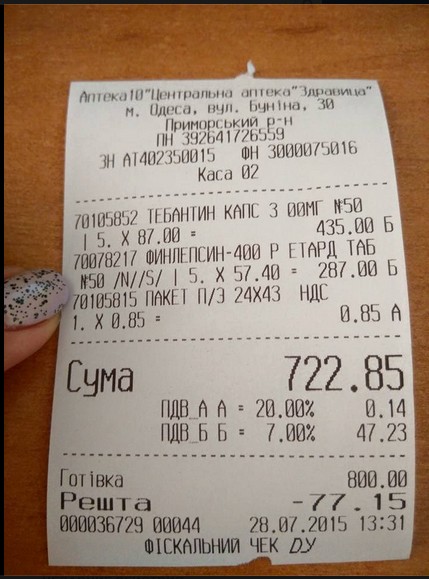 Аптека10"Центральна аптека"Здравица"
м. Одеса, вул. Буніна, 30
Приморський р-н
ПН 392641726559
ЗН АТ402350015 ФН 3000075016
Каса 02
70105852 ТЕБАНТИН КАПС 3 00МГ №50
| 5. X 87.00 = 435.00 Б
70078217 ФИНЛЕПСИН-400 Р ЕТАРД ТАБ
№50 /N//S/ | 5. X 57.40 = 287.00 Б
70105815 ПАКЕТ П/Э 24Х43 НДС
1. X 0.85 = 0.85 А
Сума 722.85
ПДВ_А А = 20.00% 0.14
ПДВ_Б Б = 7.00% 47.23
Готівка 800.00
Решта -77.15
000036729 00044 28.07.2015 13:31
ФІСКАЛЬНИЙ ЧЕК